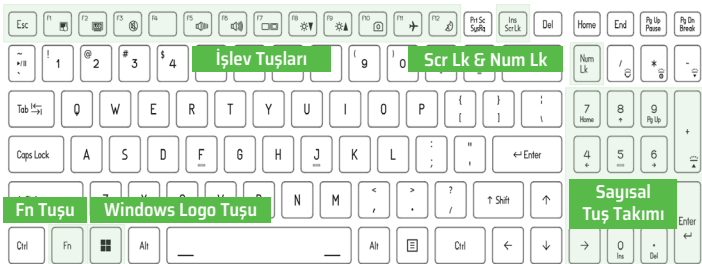 Esc F1 F2 F3 F4 F5 F6 F7 F8 F9 F10 F11 F12 Prt Sc SysRq Ins Scr Lk Del Home End Pg Up Pause Pg Dn Break
~ ` ! 1 @ 2 # 3 $ 4 ( 9 ) 0 Num Lk / * -
İşlev Tuşları
Scr Lk & Num Lk
Tab Q W E R T Y U I O P { [ } ] ¦ \ 7 Home 8 ↑ 9 Pg Up +
Caps Lock A S D F G H J K L : ; " ' ↵ Enter 4 ← 5 6 →
N M < , > . ? / ↑ Shift ↑ Enter ↵
Fn Tuşu
Windows Logo Tuşu
Sayısal
Tuş Takımı
Ctrl Fn Alt Alt Ctrl ← ↓ → 0 Ins . Del